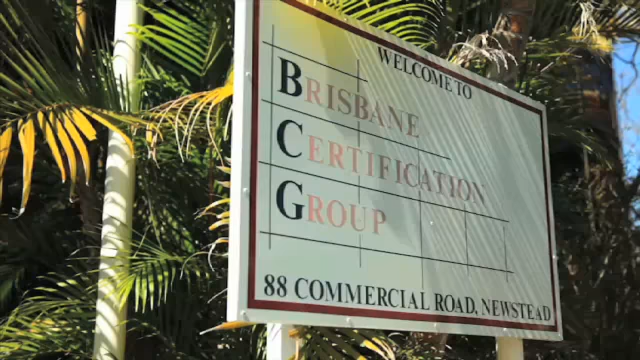 WELCOME TO
BRISBANE
CERTIFICATION
GROUP
88 COMMERCIAL ROAD, NEWSTEAD